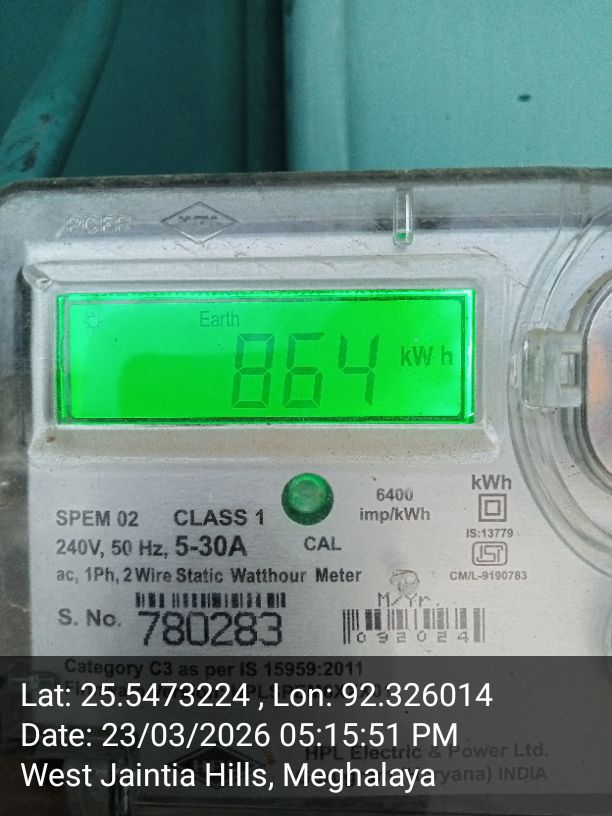 HPL
Earth
864 kWh
6400
imp/kWh
kWh
SPEM 02 CLASS 1
IS:13779
240V, 50 Hz, 5-30A
CAL
ISI
CM/L-9190783
ac, 1Ph, 2 Wire Static Watthour Meter
M/Yr.
S. No. 780283
092024
Category C3 as per IS 15959:2011
HPL Electric & Power Ltd.
INDIA
Lat: 25.5473224 , Lon: 92.326014
Date: 23/03/2026 05:15:51 PM
West Jaintia Hills, Meghalaya